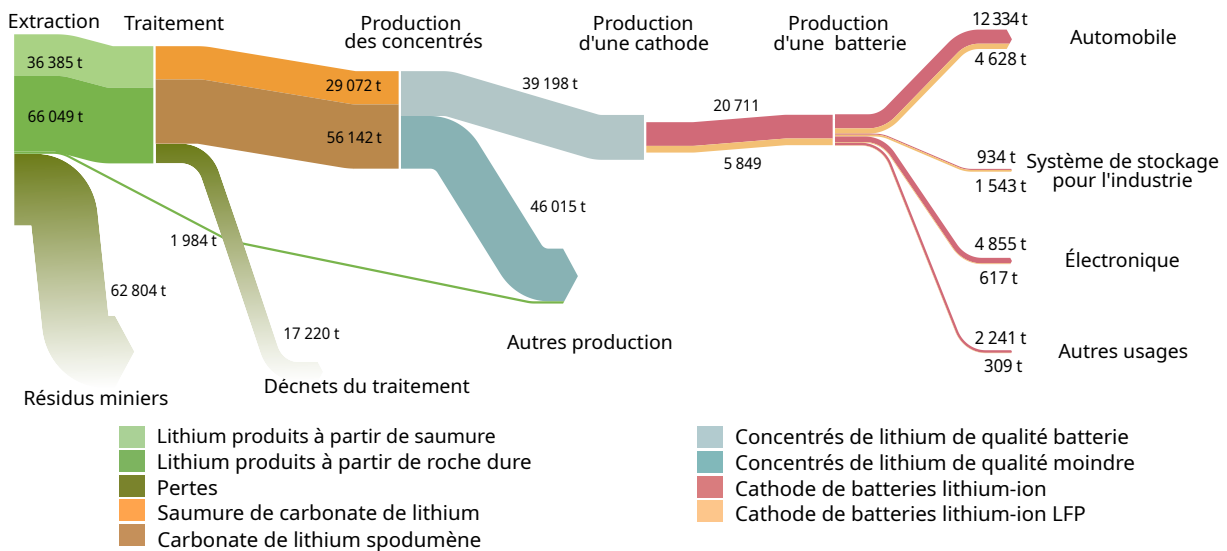 Extraction
Traitement
Production
des concentrés
Production
d'une cathode
Production
d'une batterie
12 334 t
Automobile
4 628 t
36 385 t
66 049 t
29 072 t
56 142 t
39 198 t
20 711
5 849
934 t
1 543 t
Système de stockage
pour l'industrie
46 015 t
1 984 t
4 855 t
617 t
Électronique
62 804 t
17 220 t
Autres production
2 241 t
309 t
Autres usages
Résidus miniers
Déchets du traitement
Lithium produits à partir de saumure
Lithium produits à partir de roche dure
Pertes
Saumure de carbonate de lithium
Carbonate de lithium spodumène
Concentrés de lithium de qualité batterie
Concentrés de lithium de qualité moindre
Cathode de batteries lithium-ion
Cathode de batteries lithium-ion LFP